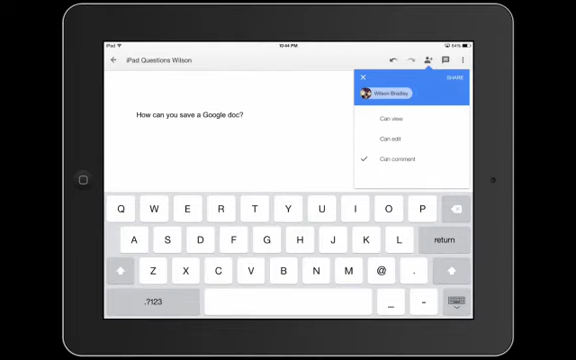 iPad
10:44 PM
84%
iPad Questions Wilson
SHARE
Wilson Bradley
Can view
Can edit
Can comment
How can you save a Google doc?
Q W E R T Y U I O P
A S D F G H J K L return
Z X C V B N M @ .
.?123 _ -